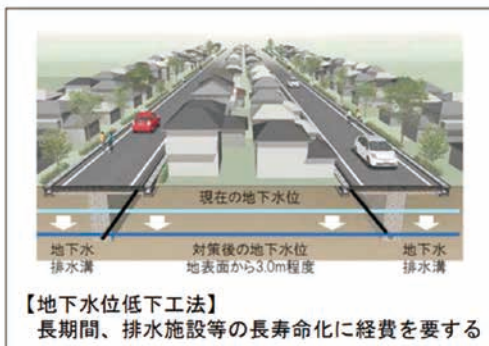 現在の地下水位
地下水
排水溝
対策後の地下水位
地表面から3.0m程度
地下水
排水溝
【地下水位低下工法】
長期間、排水施設等の長寿命化に経費を要する